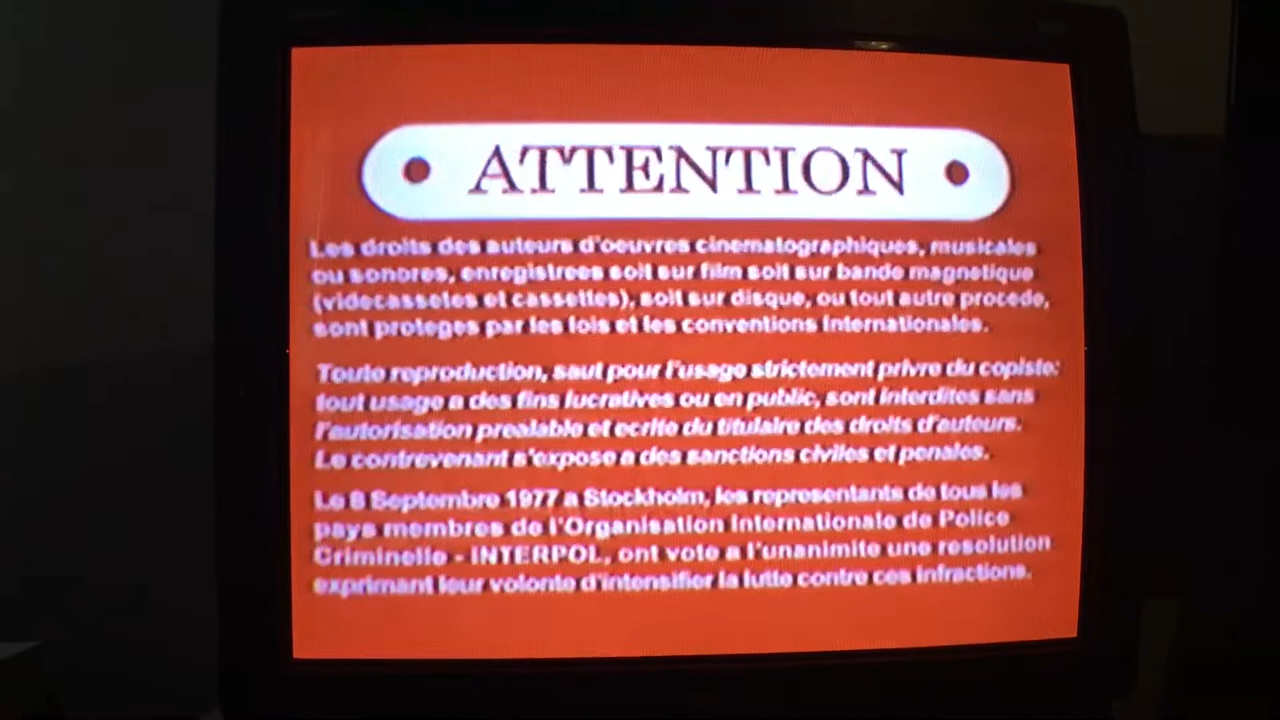 ATTENTION
Les droits des auteurs d'oeuvres cinematographiques, musicales
ou sonores, enregistrees soit sur film soit sur bande magnetique
(videcassetes et cassettes), soit sur disque, ou tout autre procede,
sont proteges par les lois et les conventions internationales.
Toute reproduction, sauf pour l'usage strictement privre du copiste:
tout usage a des fins lucratives ou en public, sont interdites sans
l'autorisation prealable et ecrite du titulaire des droits d'auteurs.
Le contrevenant s'expose a des sanctions civiles et penales.
Le 8 Septembre 1977 a Stockholm, les representants de tous les
pays membres de l'Organisation Internationale de Police
Criminelle - INTERPOL, ont vote a l'unanimite une resolution
exprimant leur volonte d'intensifier la lutte contre ces infractions.